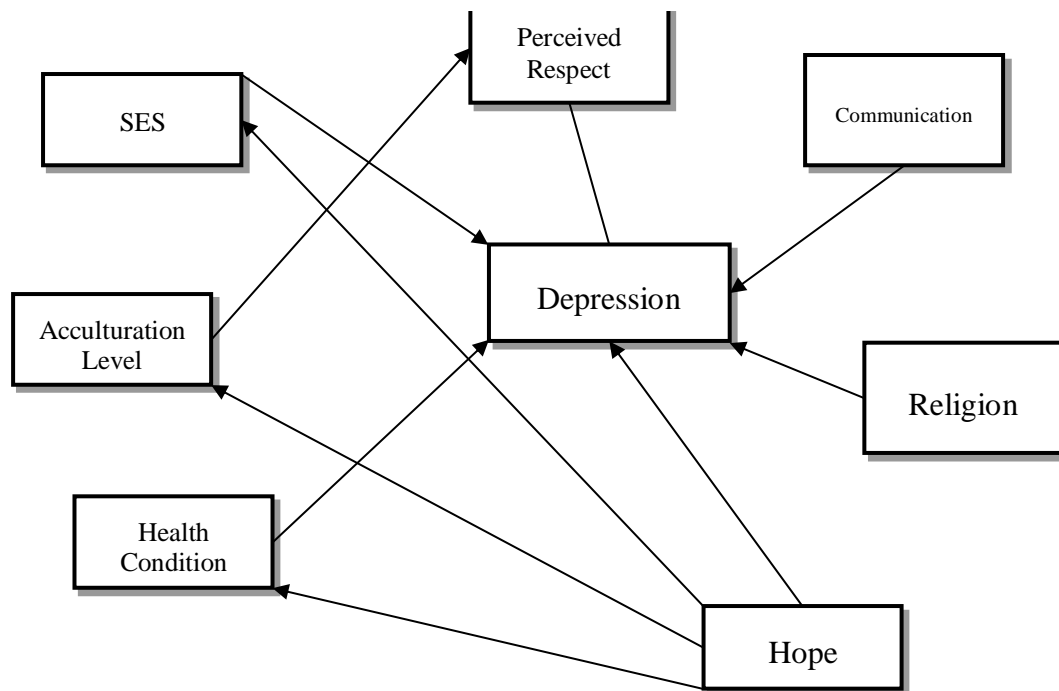 Perceived
Respect
SES
Communication
Depression
Acculturation
Level
Religion
Health
Condition
Hope